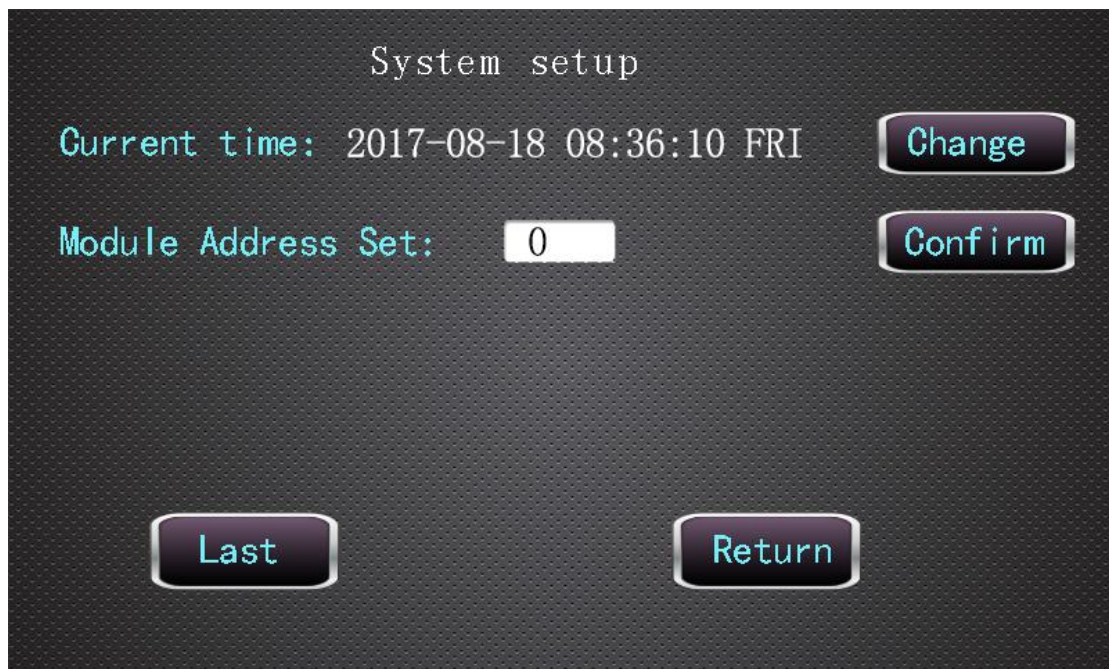 System setup
Current time: 2017-08-18 08:36:10 FRI Change
Module Address Set: 0 Confirm
Last Return